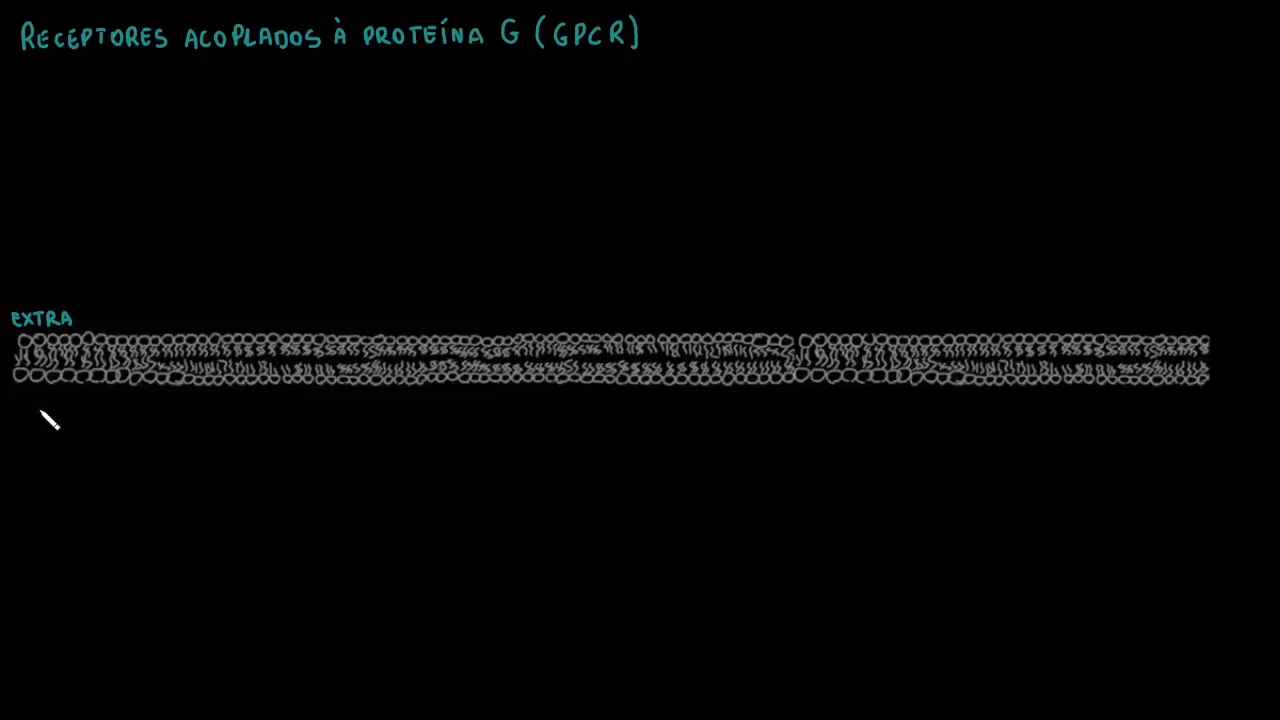 RECEPTORES ACOPLADOS À PROTEÍNA G (GPCR)
EXTRA